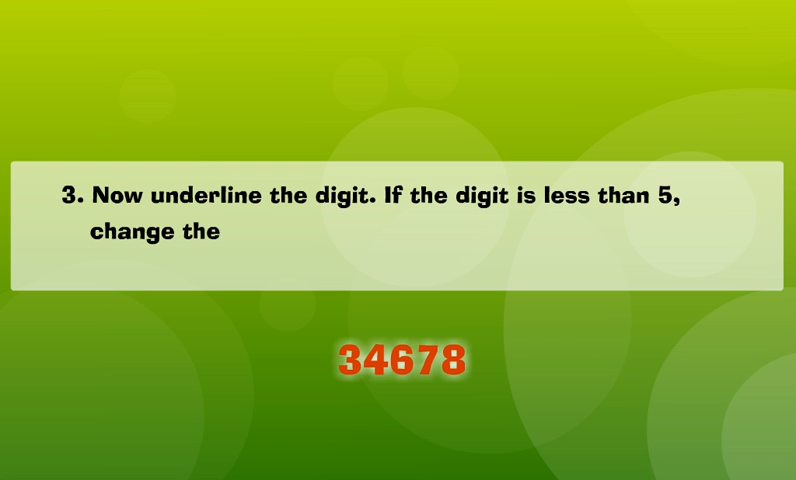 3. Now underline the digit. If the digit is less than 5,
change the
34678